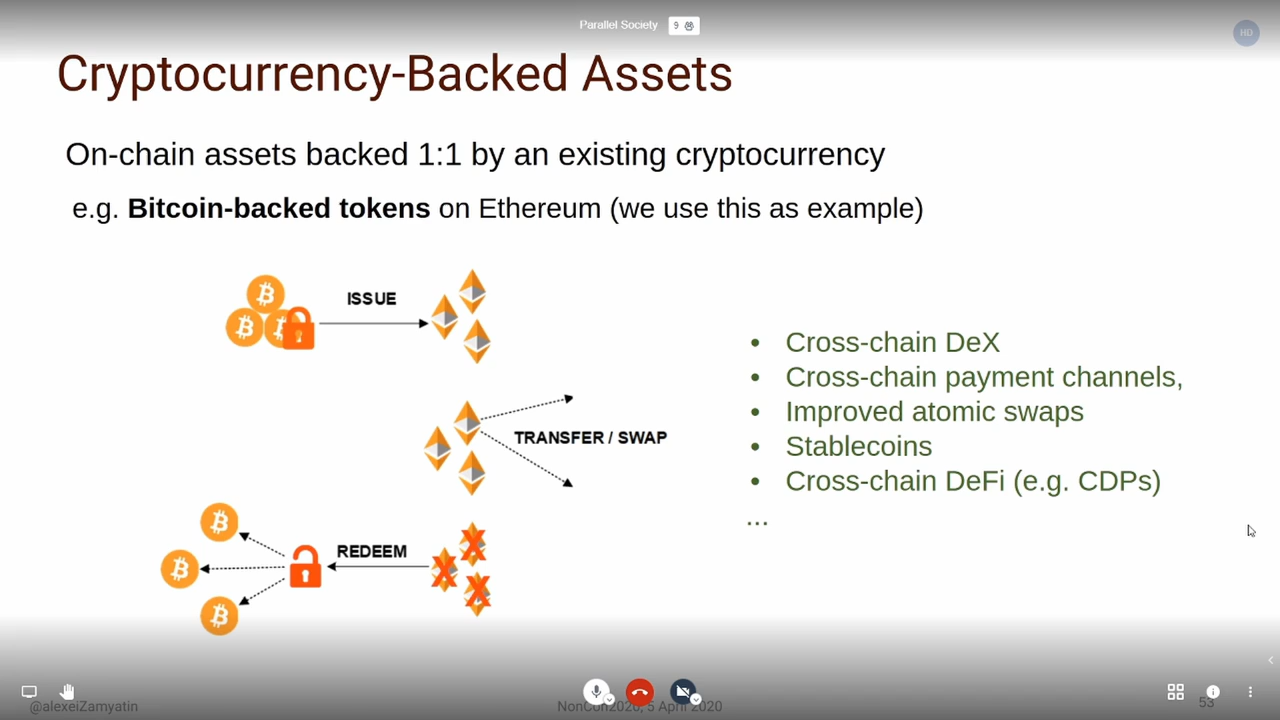 Parallel Society 9
HD
Cryptocurrency-Backed Assets
On-chain assets backed 1:1 by an existing cryptocurrency
e.g. Bitcoin-backed tokens on Ethereum (we use this as example)
ISSUE
TRANSFER / SWAP
REDEEM
• Cross-chain DeX
• Cross-chain payment channels,
• Improved atomic swaps
• Stablecoins
• Cross-chain DeFi (e.g. CDPs)
...
@alexeiZamyatin
NonCon2020, 5 April 2020
53